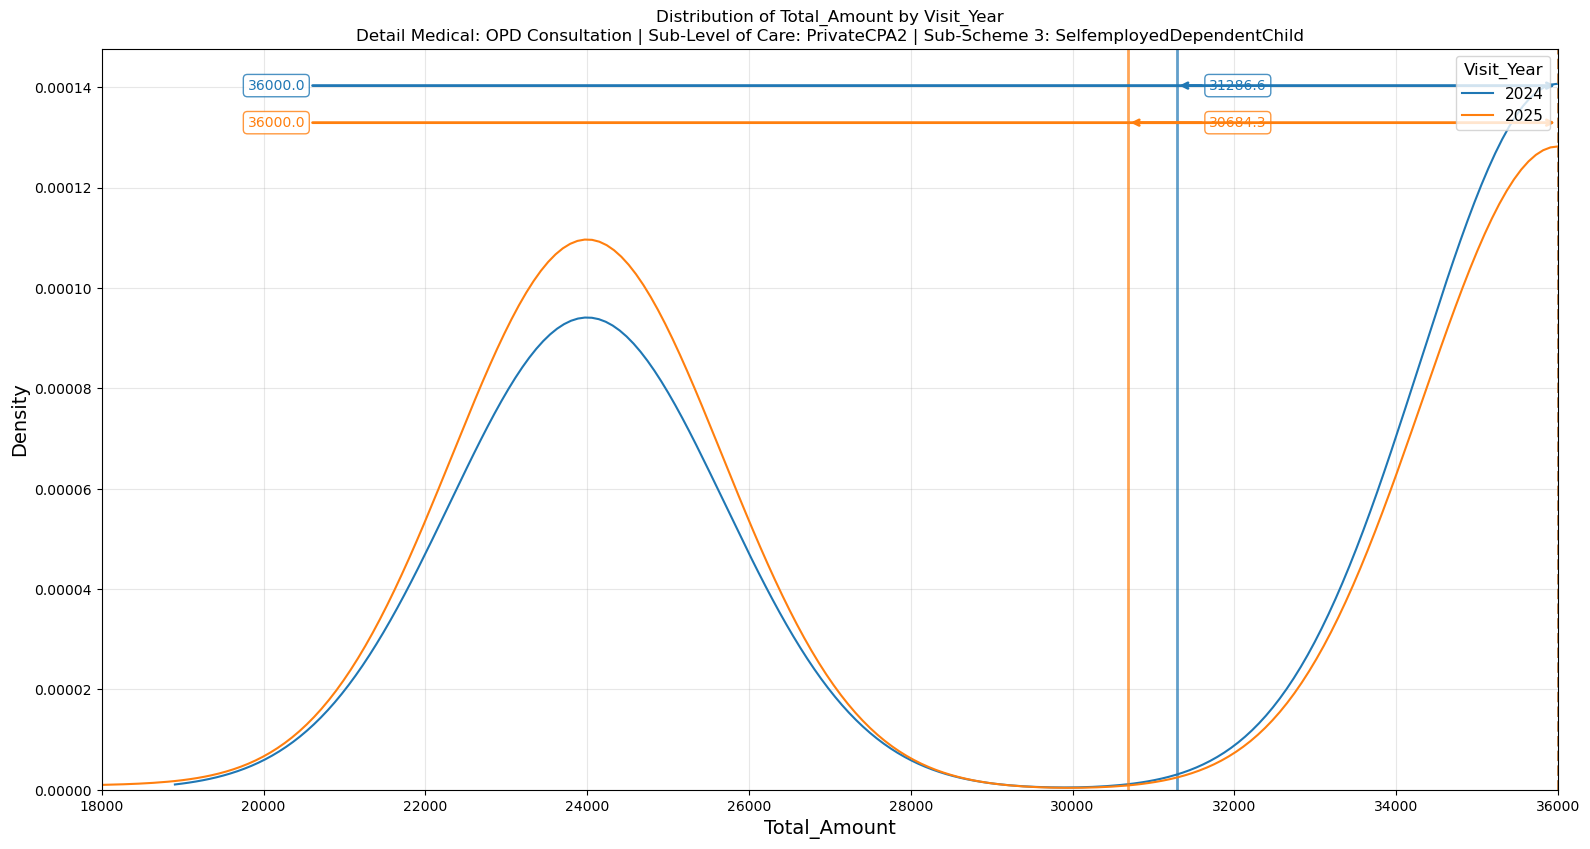 Distribution of Total_Amount by Visit_Year
Detail Medical: OPD Consultation | Sub-Level of Care: PrivateCPA2 | Sub-Scheme 3: SelfemployedDependentChild
Visit_Year
2024
2025
36000.0
31286.6
36000.0
30684.3
Density
0.00014
0.00012
0.00010
0.00008
0.00006
0.00004
0.00002
0.00000
18000 20000 22000 24000 26000 28000 30000 32000 34000 36000
Total_Amount